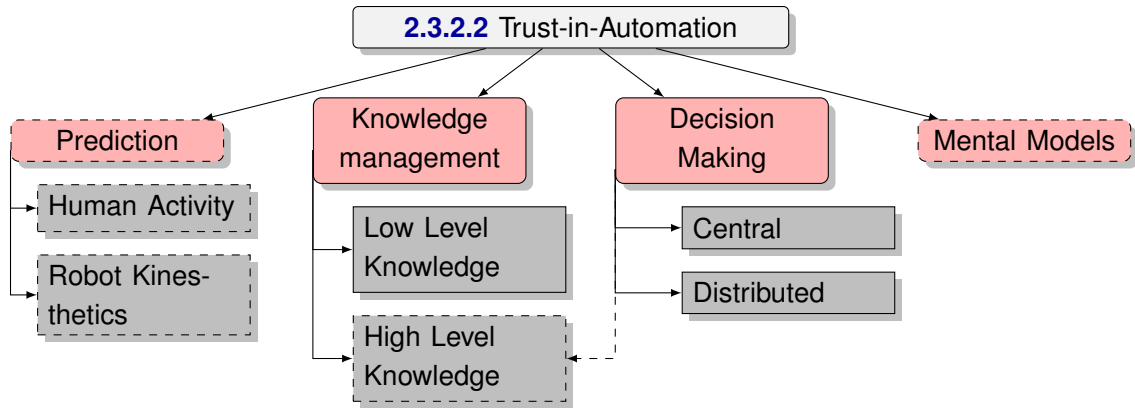 2.3.2.2 Trust-in-Automation
Prediction
Human Activity
Robot Kines-
thetics
Knowledge
management
Low Level
Knowledge
High Level
Knowledge
Decision
Making
Central
Distributed
Mental Models